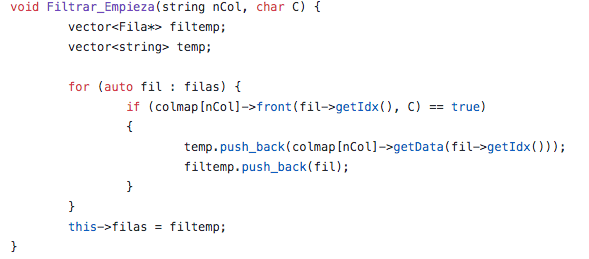 void Filtrar_Empieza(string nCol, char C) {
        vector<Fila*> filtemp;
        vector<string> temp;

        for (auto fil : filas) {
                if (colmap[nCol]->front(fil->getIdx(), C) == true)
                {
                        temp.push_back(colmap[nCol]->getData(fil->getIdx()));
                        filtemp.push_back(fil);
                }
        }
        this->filas = filtemp;
}